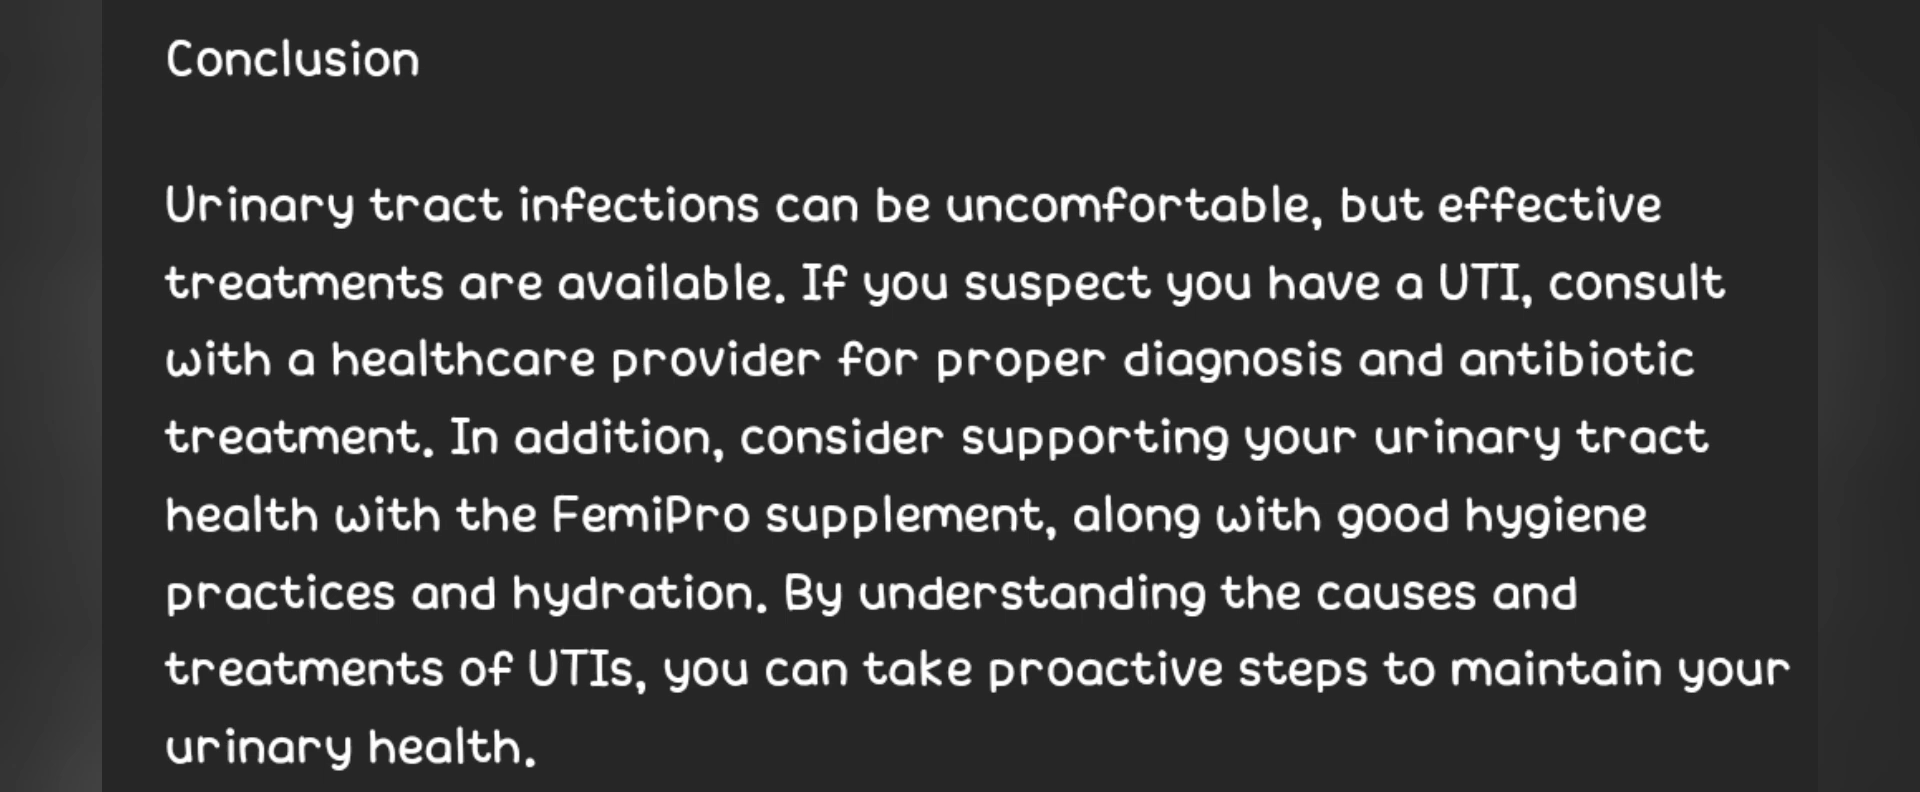 Conclusion
Urinary tract infections can be uncomfortable, but effective
treatments are available. If you suspect you have a UTI, consult
with a healthcare provider for proper diagnosis and antibiotic
treatment. In addition, consider supporting your urinary tract
health with the FemiPro supplement, along with good hygiene
practices and hydration. By understanding the causes and
treatments of UTIs, you can take proactive steps to maintain your
urinary health.